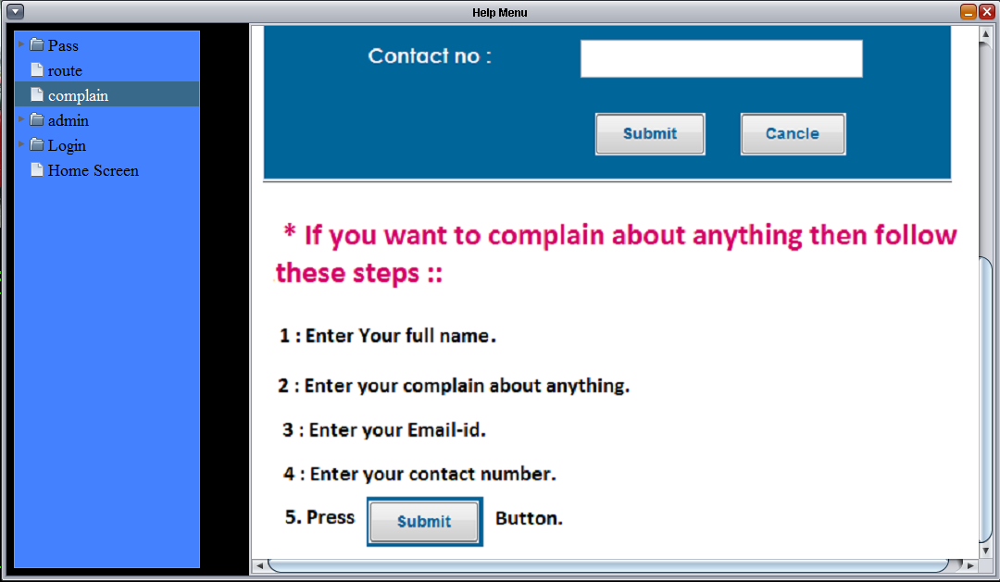 Help Menu
Pass
route
complain
admin
Login
Home Screen
Contact no :
Submit Cancle
* If you want to complain about anything then follow
these steps ::
1 : Enter Your full name.
2 : Enter your complain about anything.
3 : Enter your Email-id.
4 : Enter your contact number.
5. Press Submit Button.